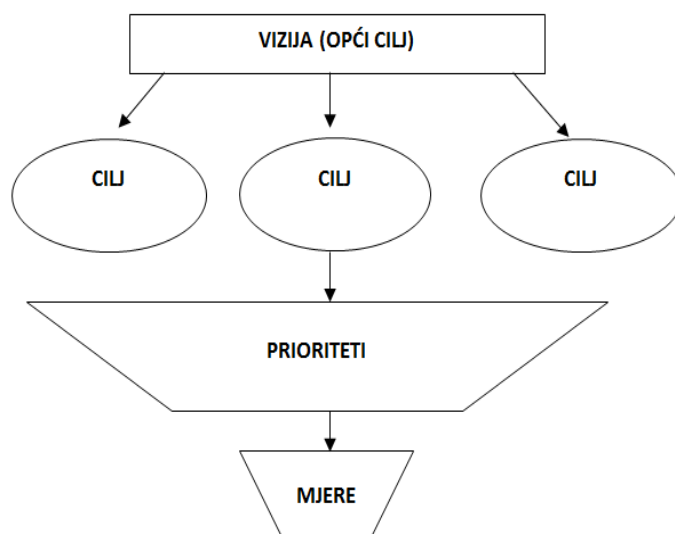 VIZIJA (OPĆI CILJ)
CILJ
CILJ
CILJ
PRIORITETI
MJERE